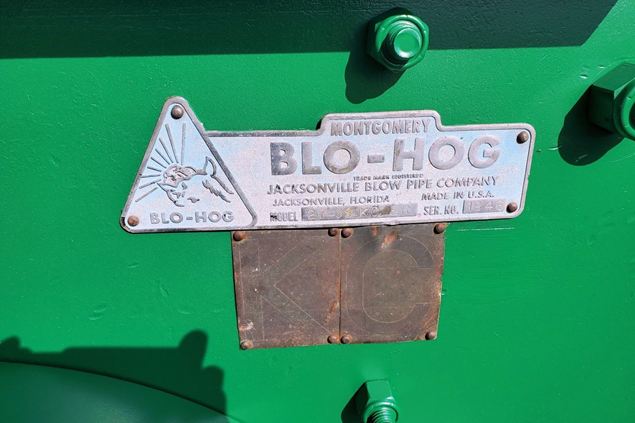 MONTGOMERY
BLO-HOG
TRADE MARK REGISTERED
JACKSONVILLE BLOW PIPE COMPANY
JACKSONVILLE, FLORIDA MADE IN U.S.A.
MODEL SER. NO.
BLO-HOG
KC